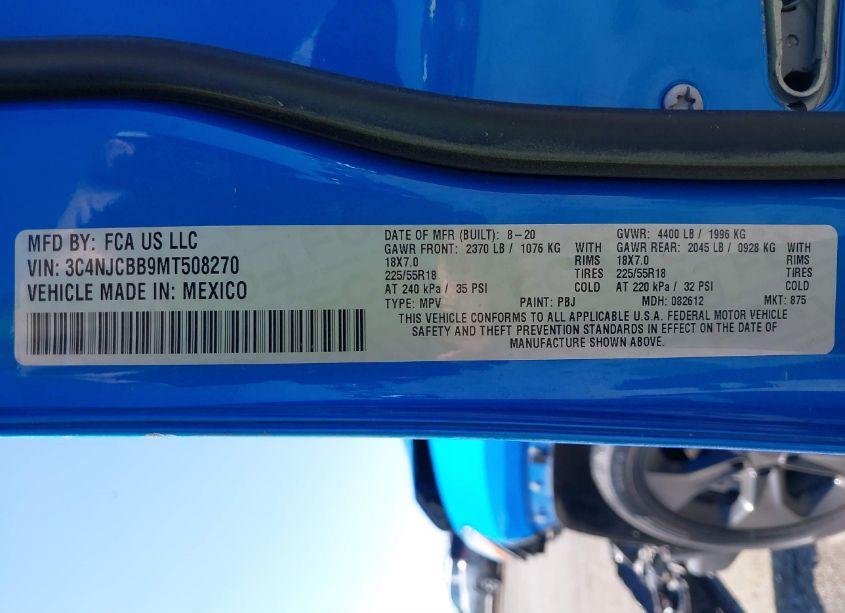 MFD BY: FCA US LLC
VIN: 3C4NJCBB9MT508270
VEHICLE MADE IN: MEXICO
DATE OF MFR (BUILT): 8-20 GVWR: 4400 LB / 1996 KG
GAWR FRONT: 2370 LB / 1076 KG WITH GAWR REAR: 2045 LB / 0928 KG WITH
18X7.0 RIMS 18X7.0 RIMS
225/55R18 TIRES 225/55R18 TIRES
AT 240 kPa / 35 PSI COLD AT 220 kPa / 32 PSI COLD
TYPE: MPV PAINT: PBJ MDH: 082612 MKT: 875
THIS VEHICLE CONFORMS TO ALL APPLICABLE U.S.A. FEDERAL MOTOR VEHICLE
SAFETY AND THEFT PREVENTION STANDARDS IN EFFECT ON THE DATE OF
MANUFACTURE SHOWN ABOVE.